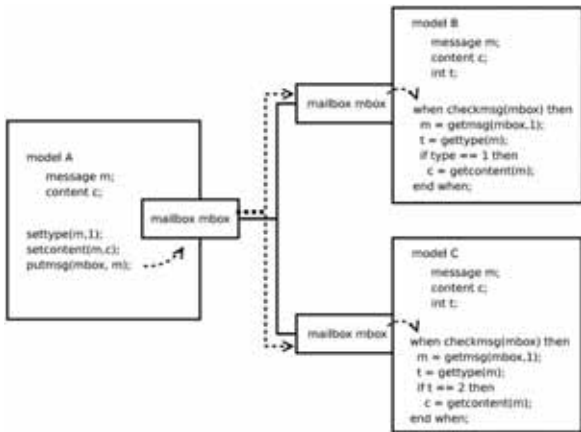 model A
message m;
content c;
settype(m,1);
setcontent(m,c);
putmsg(mbox, m);
mailbox mbox
mailbox mbox
model B
message m;
content c;
int t;
when checkmsg(mbox) then
m = getmsg(mbox,1);
t = gettype(m);
if type == 1 then
c = getcontent(m);
end when;
mailbox mbox
model C
message m;
content c;
int t;
when checkmsg(mbox) then
m = getmsg(mbox,1);
t = gettype(m);
if t == 2 then
c = getcontent(m);
end when;